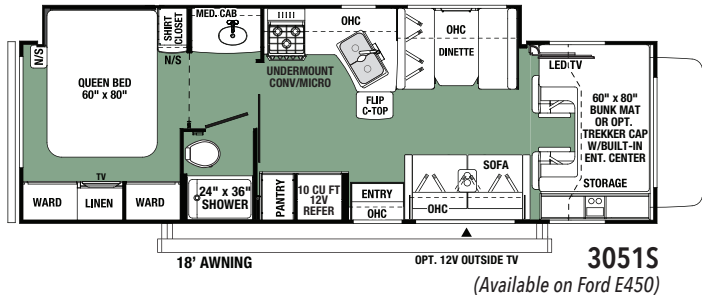 MED. CAB
SHIRT
CLOSET
N/S
N/S
QUEEN BED
60" x 80"
OHC
UNDERMOUNT
CONV/MICRO
FLIP
C-TOP
OHC
DINETTE
LED TV
60" x 80"
BUNK MAT
OR OPT.
TREKKER CAP
W/BUILT-IN
ENT. CENTER
STORAGE
TV
WARD
LINEN
WARD
24" x 36"
SHOWER
PANTRY
10 CU FT
12V
REFER
ENTRY
OHC
SOFA
OHC
18' AWNING
OPT. 12V OUTSIDE TV
3051S
(Available on Ford E450)